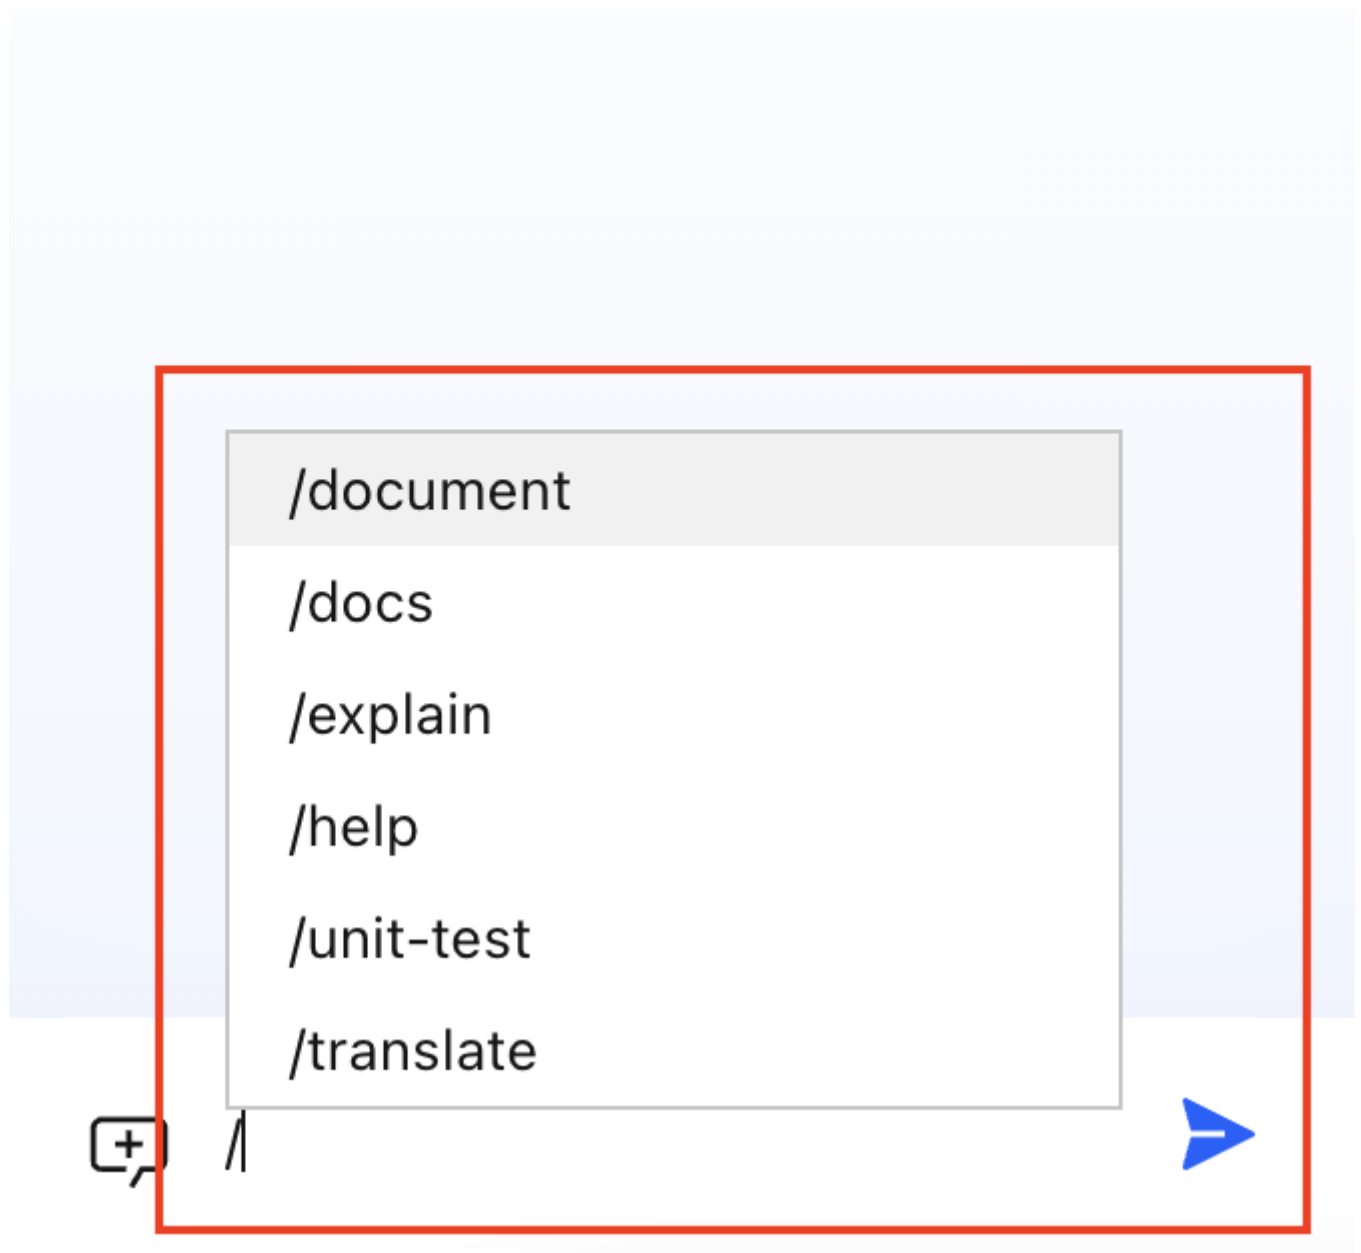 /document
/docs
/explain
/help
/unit-test
/translate
/